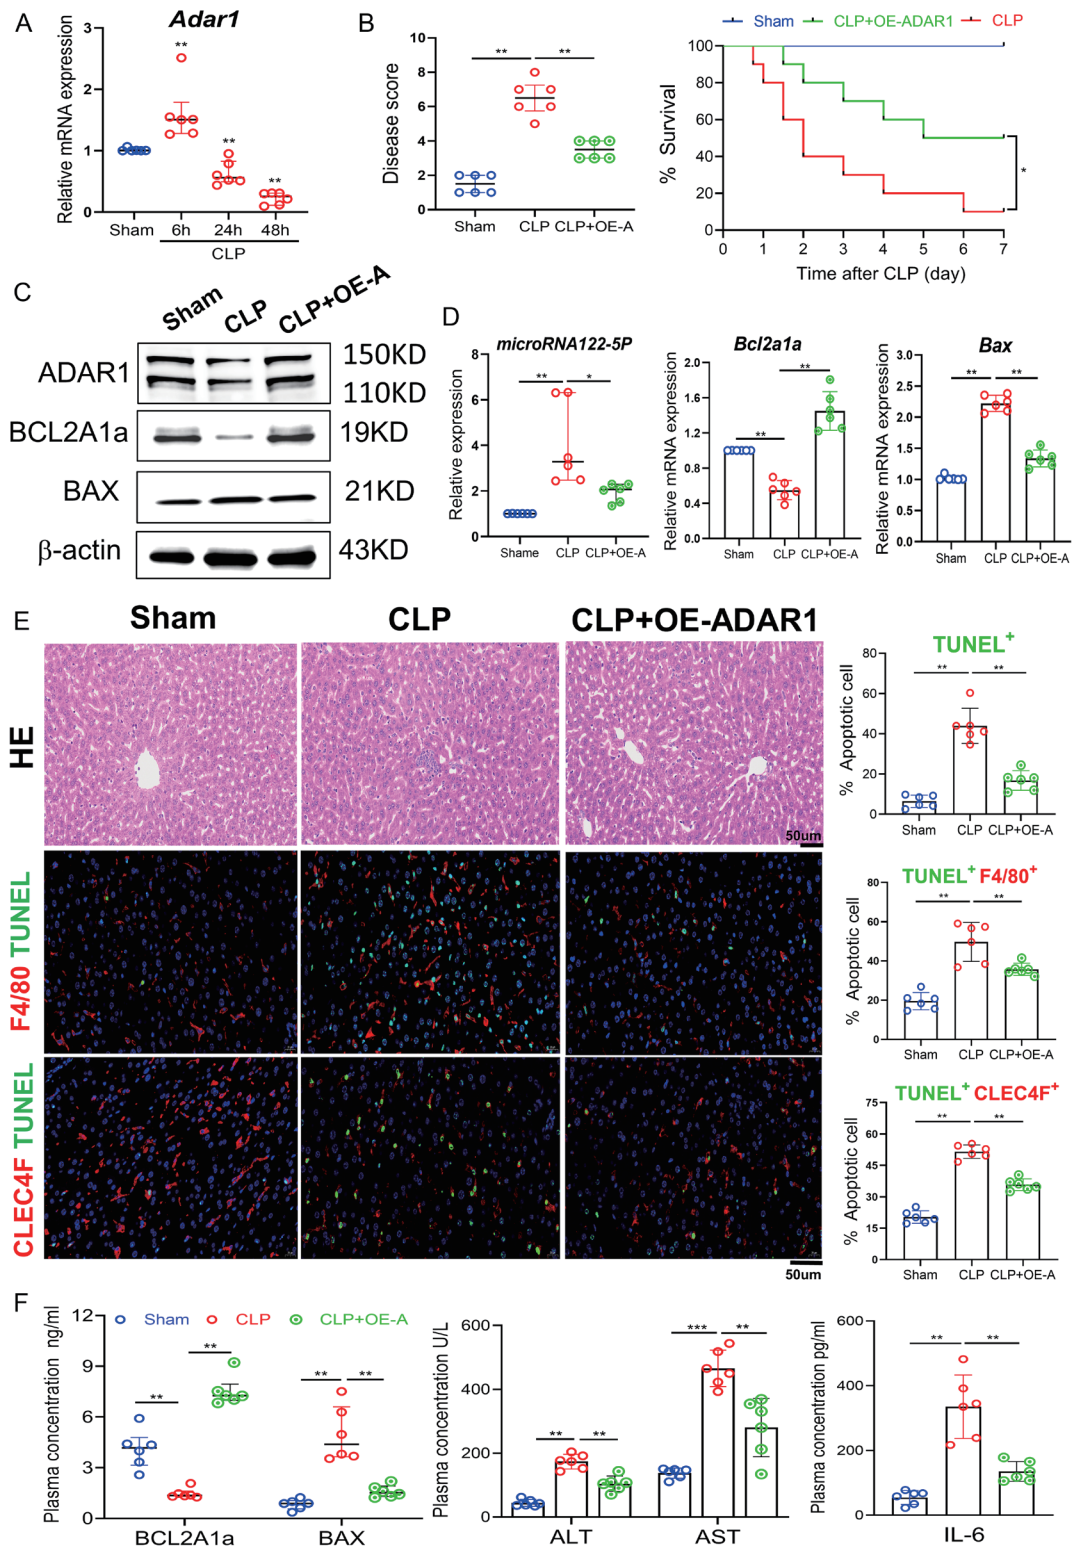 A
Adar1
Relative mRNA expression
3
2
1
0
**
**
**
Sham
6h
24h
48h
CLP
B
Disease score
10
8
6
4
2
0
**
**
Sham
CLP
CLP+OE-A
Sham
CLP+OE-ADAR1
CLP
% Survival
100
80
60
40
20
0
*
0
1
2
3
4
5
6
7
Time after CLP (day)
C
Sham
CLP
CLP+OE-A
ADAR1
150KD
110KD
BCL2A1a
19KD
BAX
21KD
β-actin
43KD
D
microRNA122-5P
Relative expression
8
6
4
2
0
**
*
Shame
CLP
CLP+OE-A
Bcl2a1a
Relative mRNA expression
2.0
1.6
1.2
0.8
0.4
0.0
**
**
Sham
CLP
CLP+OE-A
Bax
Relative mRNA expression
3.0
2.5
2.0
1.5
1.0
0.5
0.0
**
**
Sham
CLP
CLP+OE-A
E
Sham
CLP
CLP+OE-ADAR1
HE
50um
F4/80 TUNEL
CLEC4F TUNEL
50um
TUNEL+
% Apoptotic cell
80
60
40
20
0
**
**
Sham
CLP
CLP+OE-A
TUNEL+ F4/80+
% Apoptotic cell
80
60
40
20
0
**
**
Sham
CLP
CLP+OE-A
TUNEL+ CLEC4F+
% Apoptotic cell
75
60
45
30
15
0
**
**
Sham
CLP
CLP+OE-A
F
Sham
CLP
CLP+OE-A
Plasma concentration ng/ml
12
9
6
3
0
**
**
**
**
BCL2A1a
BAX
Plasma concentration U/L
600
400
200
0
**
**
***
**
ALT
AST
Plasma concentration pg/ml
600
400
200
0
**
**
IL-6